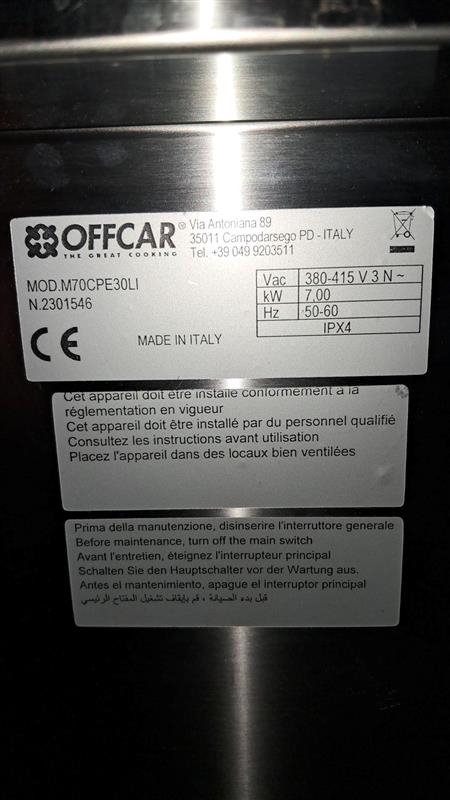 OFFCAR®
THE GREAT COOKING
Via Antoniana 89
35011 Campodarsego PD - ITALY
Tel. +39 049 9203511
MOD.M70CPE30LI
N.2301546
CE
MADE IN ITALY
Vac 380-415 V 3 N ~
kW 7,00
Hz 50-60
IPX4
Cet appareil doit être installé conformément à la
réglementation en vigueur
Cet appareil doit être installé par du personnel qualifié
Consultez les instructions avant utilisation
Placez l'appareil dans des locaux bien ventilées
Prima della manutenzione, disinserire l'interruttore generale
Before maintenance, turn off the main switch
Avant l'entretien, éteignez l'interrupteur principal
Schalten Sie den Hauptschalter vor der Wartung aus.
Antes el mantenimiento, apague el interruptor principal
قبل بدء الصيانة ، قم بإيقاف تشغيل المفتاح الرئيسي